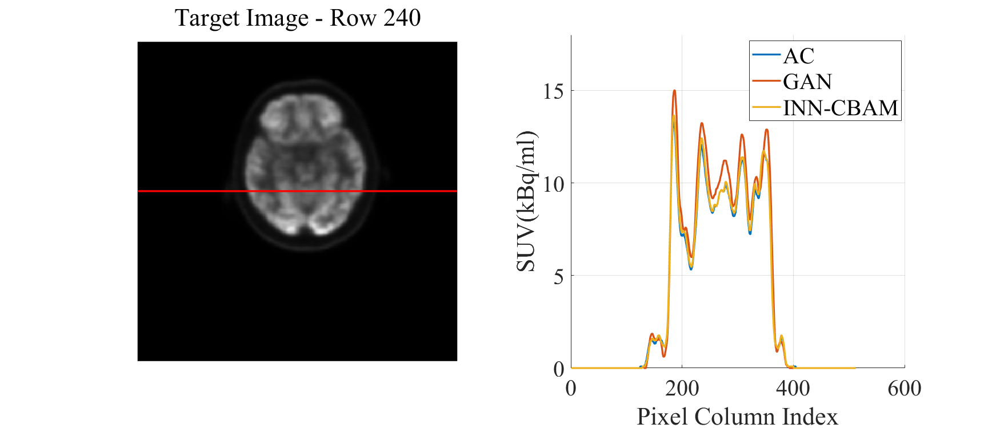 Target Image - Row 240
AC
GAN
INN-CBAM
15
10
5
0
SUV(kBq/ml)
0 200 400 600
Pixel Column Index